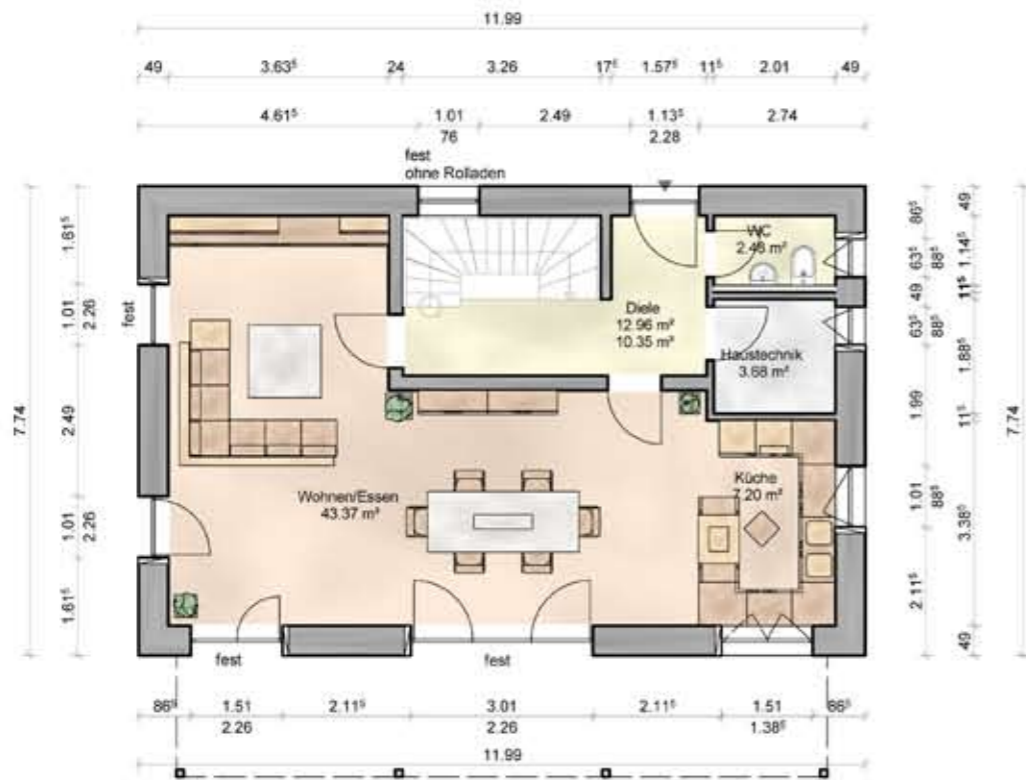 11.99
49 3.63⁵ 24 3.26 17⁵ 1.57⁵ 11⁵ 2.01 49
4.61⁵ 1.01 2.49 1.13⁵ 2.74
76 2.28
fest
ohne Rolladen
7.74
1.61⁵
1.01
2.26
2.49
1.01
2.26
1.61⁵
fest
WC
2.48 m²
Diele
12.96 m²
10.35 m²
Haustechnik
3.68 m²
Wohnen/Essen
43.37 m²
Küche
7.20 m²
86⁵
63⁵
88⁵
49
63⁵
88⁵
1.99
1.01
88⁵
2.11⁵
49
1.14⁵
11⁵
1.88⁵
11⁵
3.38⁵
49
7.74
fest fest
86⁵ 1.51 2.11⁵ 3.01 2.11⁵ 1.51 86⁵
2.26 2.26 1.38⁵
11.99